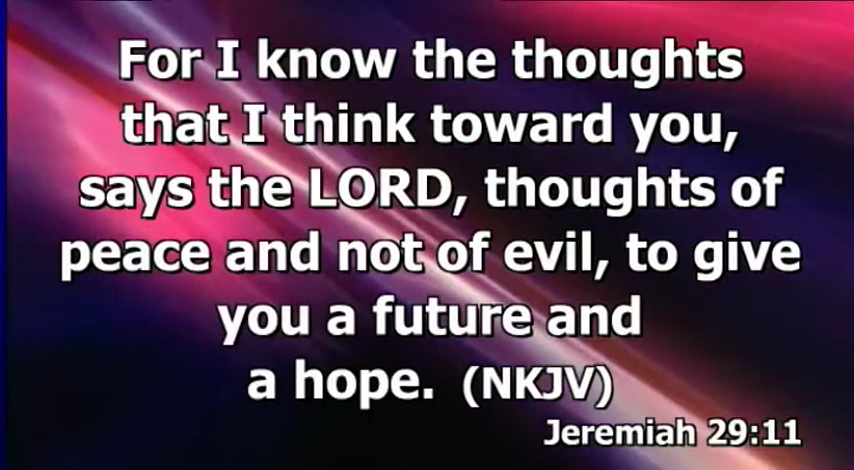 For I know the thoughts
that I think toward you,
says the LORD, thoughts of
peace and not of evil, to give
you a future and
a hope. (NKJV)
Jeremiah 29:11